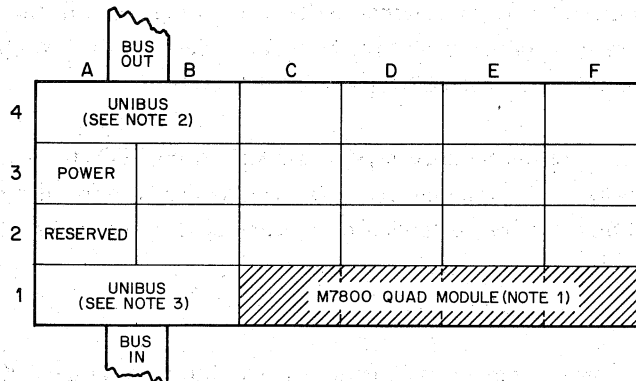 BUS
OUT
A B C D E F
4 UNIBUS
(SEE NOTE 2)
3 POWER
2 RESERVED
1 UNIBUS
(SEE NOTE 3)
M7800 QUAD MODULE (NOTE 1)
BUS
IN